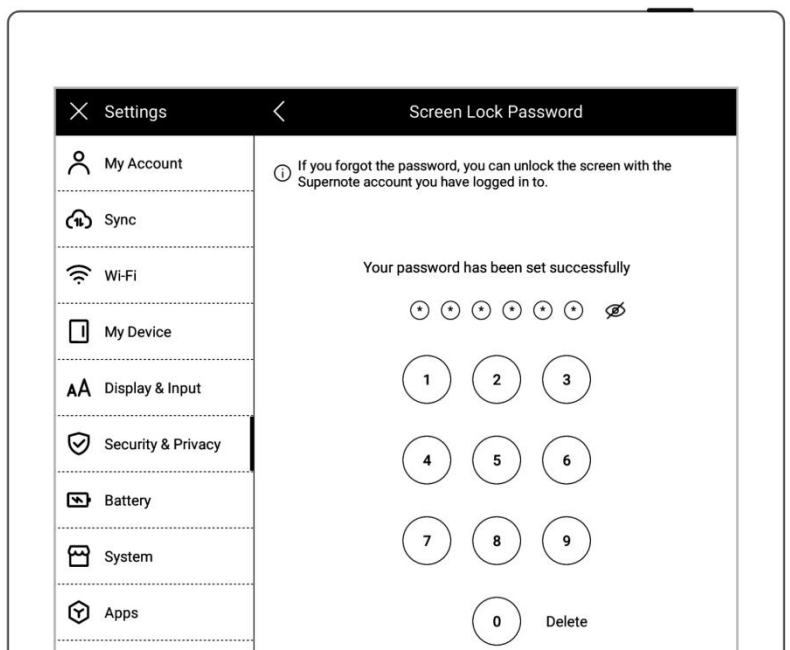 Settings
Screen Lock Password
My Account
Sync
Wi-Fi
My Device
Display & Input
Security & Privacy
Battery
System
Apps
If you forgot the password, you can unlock the screen with the
Supernote account you have logged in to.
Your password has been set successfully
* * * * * *
1 2 3
4 5 6
7 8 9
0 Delete